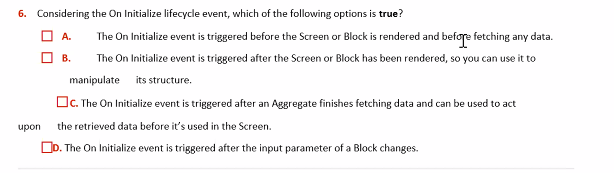 6. Considering the On Initialize lifecycle event, which of the following options is true?
A. The On Initialize event is triggered before the Screen or Block is rendered and before fetching any data.
B. The On Initialize event is triggered after the Screen or Block has been rendered, so you can use it to
manipulate its structure.
C. The On Initialize event is triggered after an Aggregate finishes fetching data and can be used to act
upon the retrieved data before it's used in the Screen.
D. The On Initialize event is triggered after the input parameter of a Block changes.